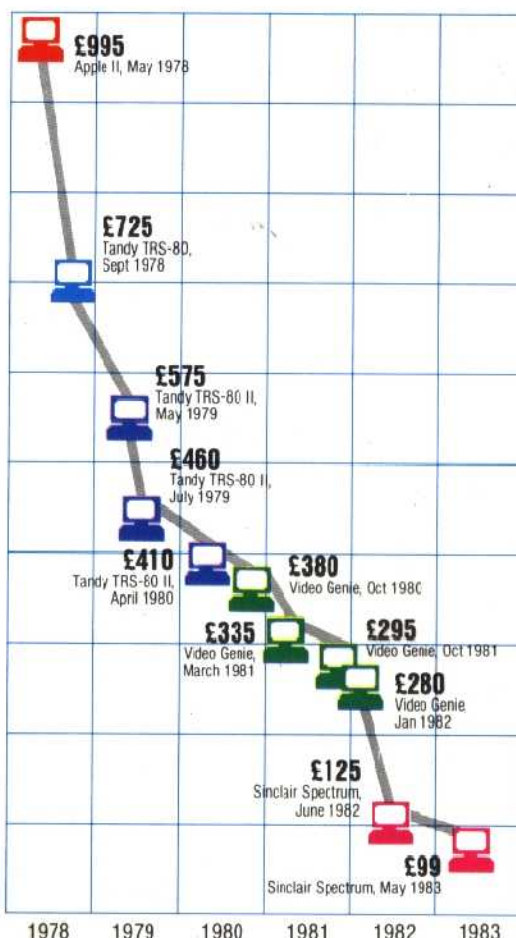 £995
Apple II, May 1978
£725
Tandy TRS-80,
Sept 1978
£575
Tandy TRS-80 II,
May 1979
£460
Tandy TRS-80 II,
July 1979
£410
Tandy TRS-80 II,
April 1980
£380
Video Genie, Oct 1980
£335
Video Genie,
March 1981
£295
Video Genie, Oct 1981
£280
Video Genie
Jan 1982
£125
Sinclair Spectrum,
June 1982
£99
Sinclair Spectrum, May 1983
1978 1979 1980 1981 1982 1983